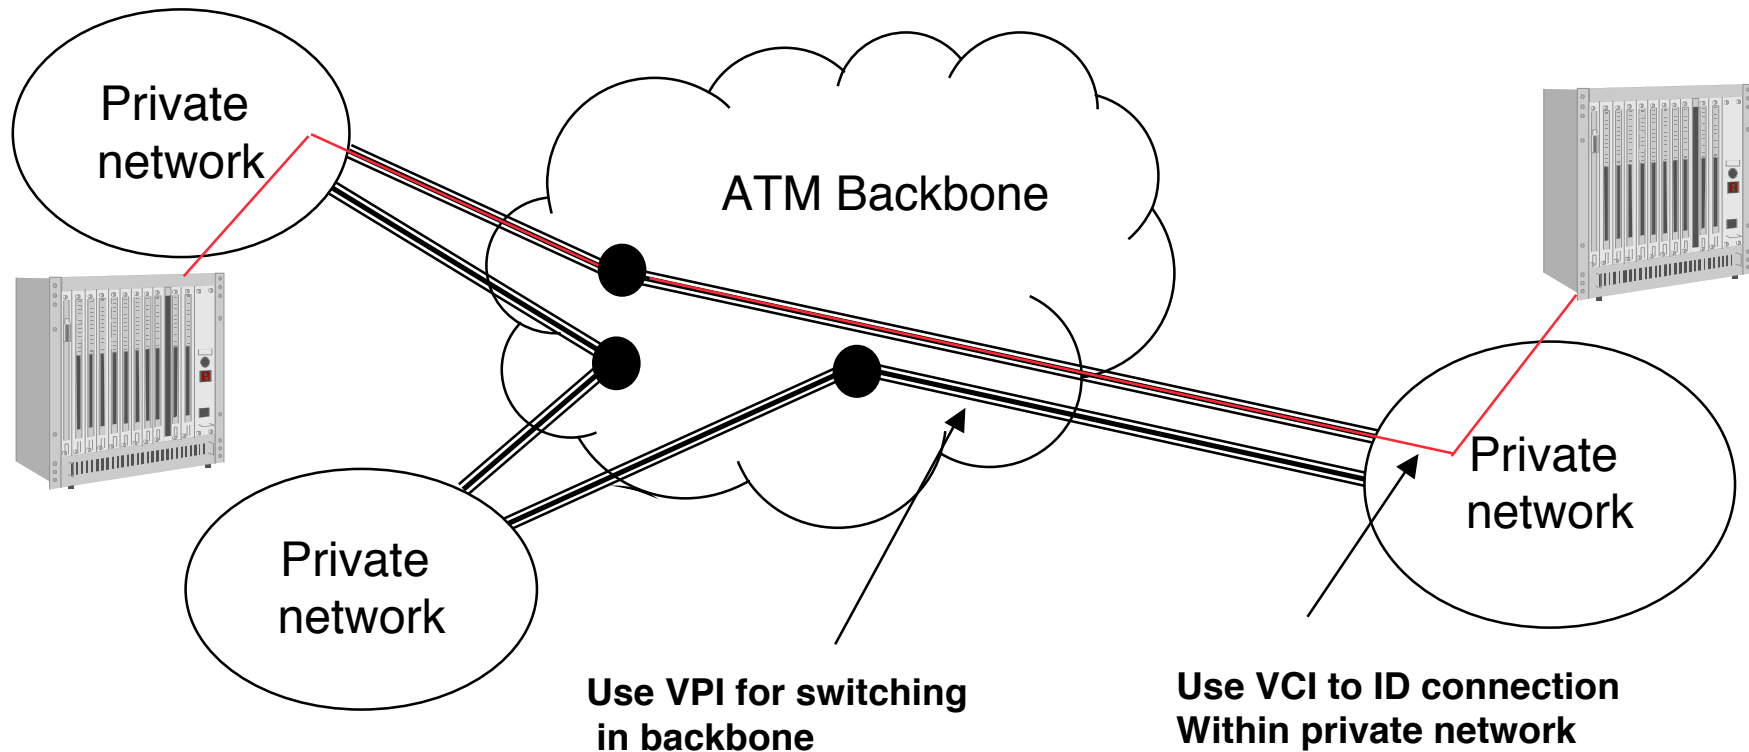 Private
network
ATM Backbone
Private
network
Private
network
Use VPI for switching
in backbone
Use VCI to ID connection
Within private network